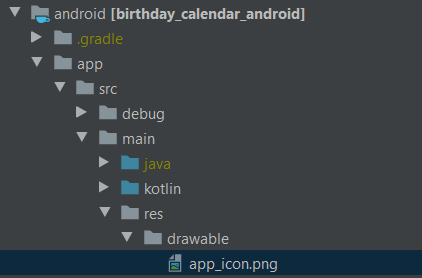 android [birthday_calendar_android]
.gradle
app
src
debug
main
java
kotlin
res
drawable
app_icon.png